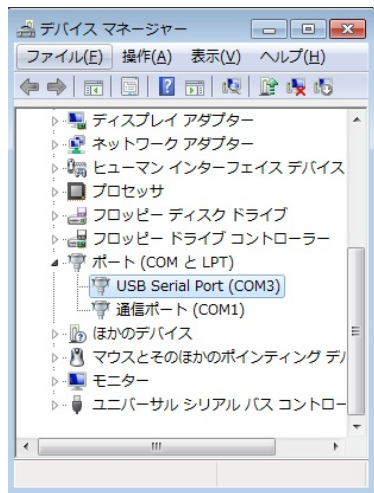 デバイス マネージャー
ファイル(F) 操作(A) 表示(V) ヘルプ(H)
ディスプレイ アダプター
ネットワーク アダプター
ヒューマン インターフェイス デバイス
プロセッサ
フロッピー ディスク ドライブ
フロッピー ドライブ コントローラー
ポート (COM と LPT)
USB Serial Port (COM3)
通信ポート (COM1)
ほかのデバイス
マウスとそのほかのポインティング デバ
モニター
ユニバーサル シリアル バス コントロー